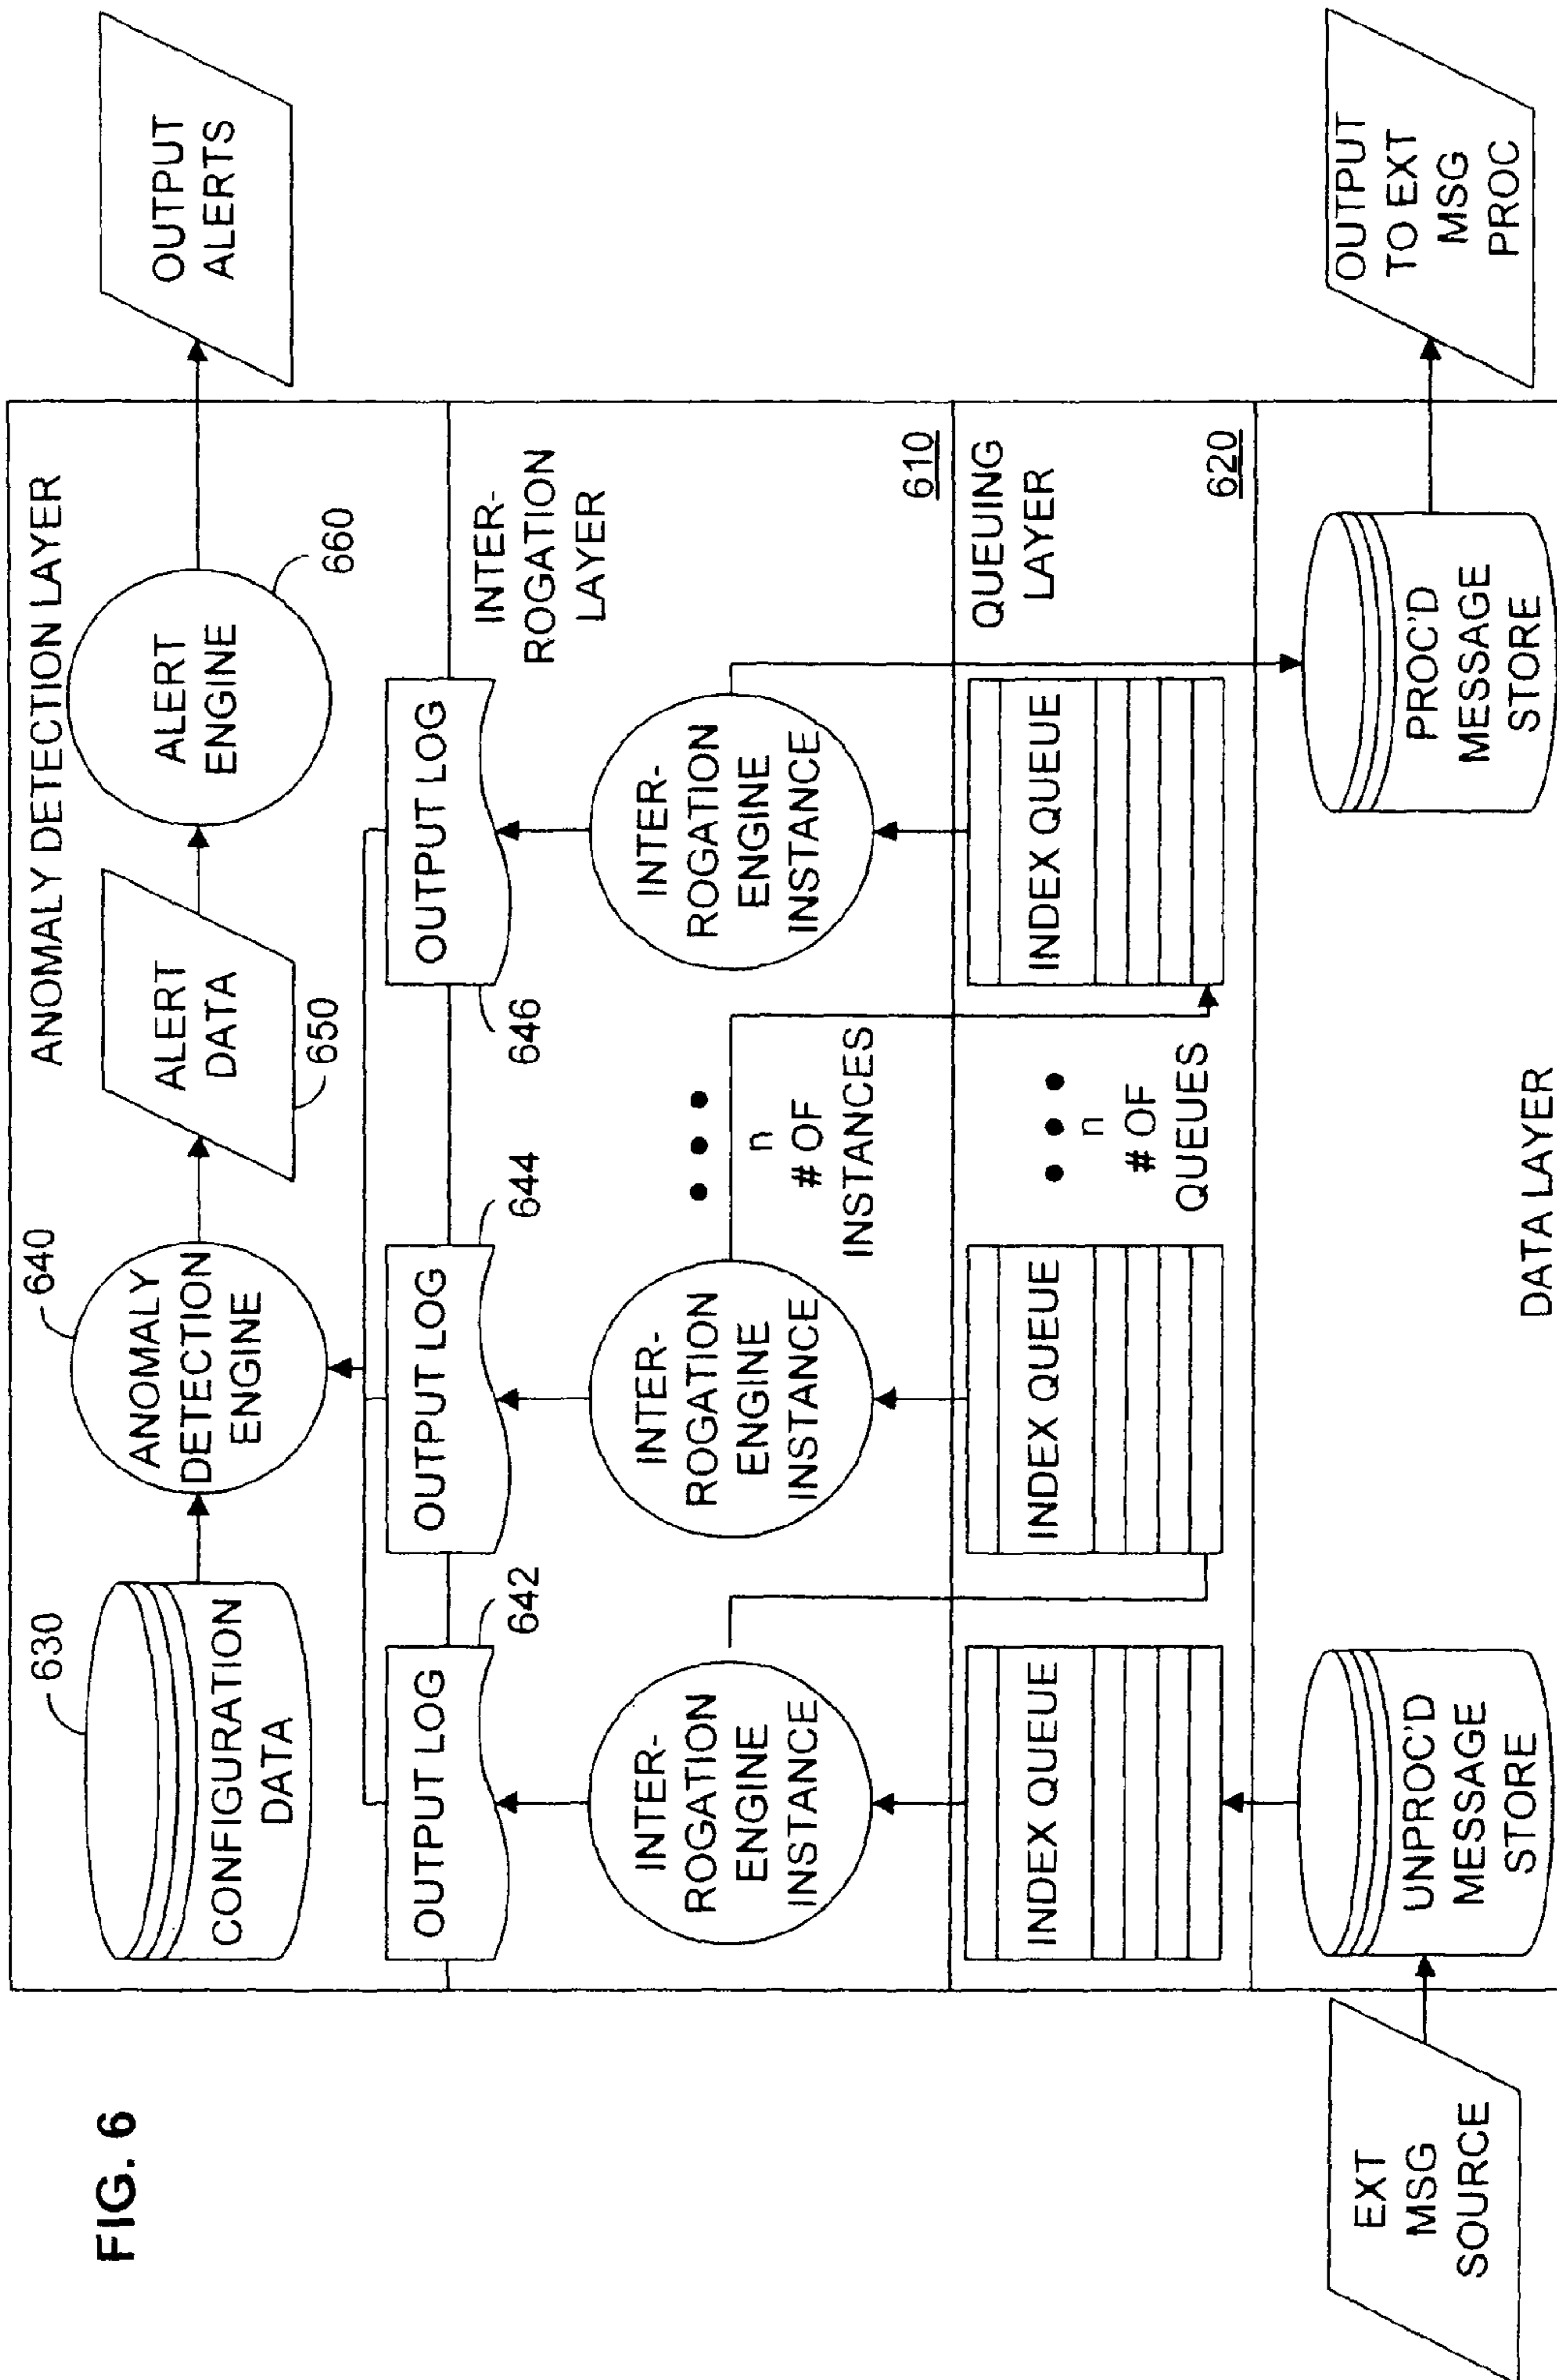 FIG. 6
ANOMALY DETECTION LAYER
630
CONFIGURATION
DATA
640
ANOMALY
DETECTION
ENGINE
ALERT
DATA
650
ALERT
ENGINE
660
OUTPUT
ALERTS
OUTPUT LOG
642
OUTPUT LOG
644
OUTPUT LOG
646
INTER-
ROGATION
LAYER
INTER-
ROGATION
ENGINE
INSTANCE
INTER-
ROGATION
ENGINE
INSTANCE
n
# OF
INSTANCES
INTER-
ROGATION
ENGINE
INSTANCE
610
QUEUING
LAYER
INDEX QUEUE
INDEX QUEUE
n
# OF
QUEUES
INDEX QUEUE
620
EXT
MSG
SOURCE
UNPROC'D
MESSAGE
STORE
DATA LAYER
PROC'D
MESSAGE
STORE
OUTPUT
TO EXT
MSG
PROC